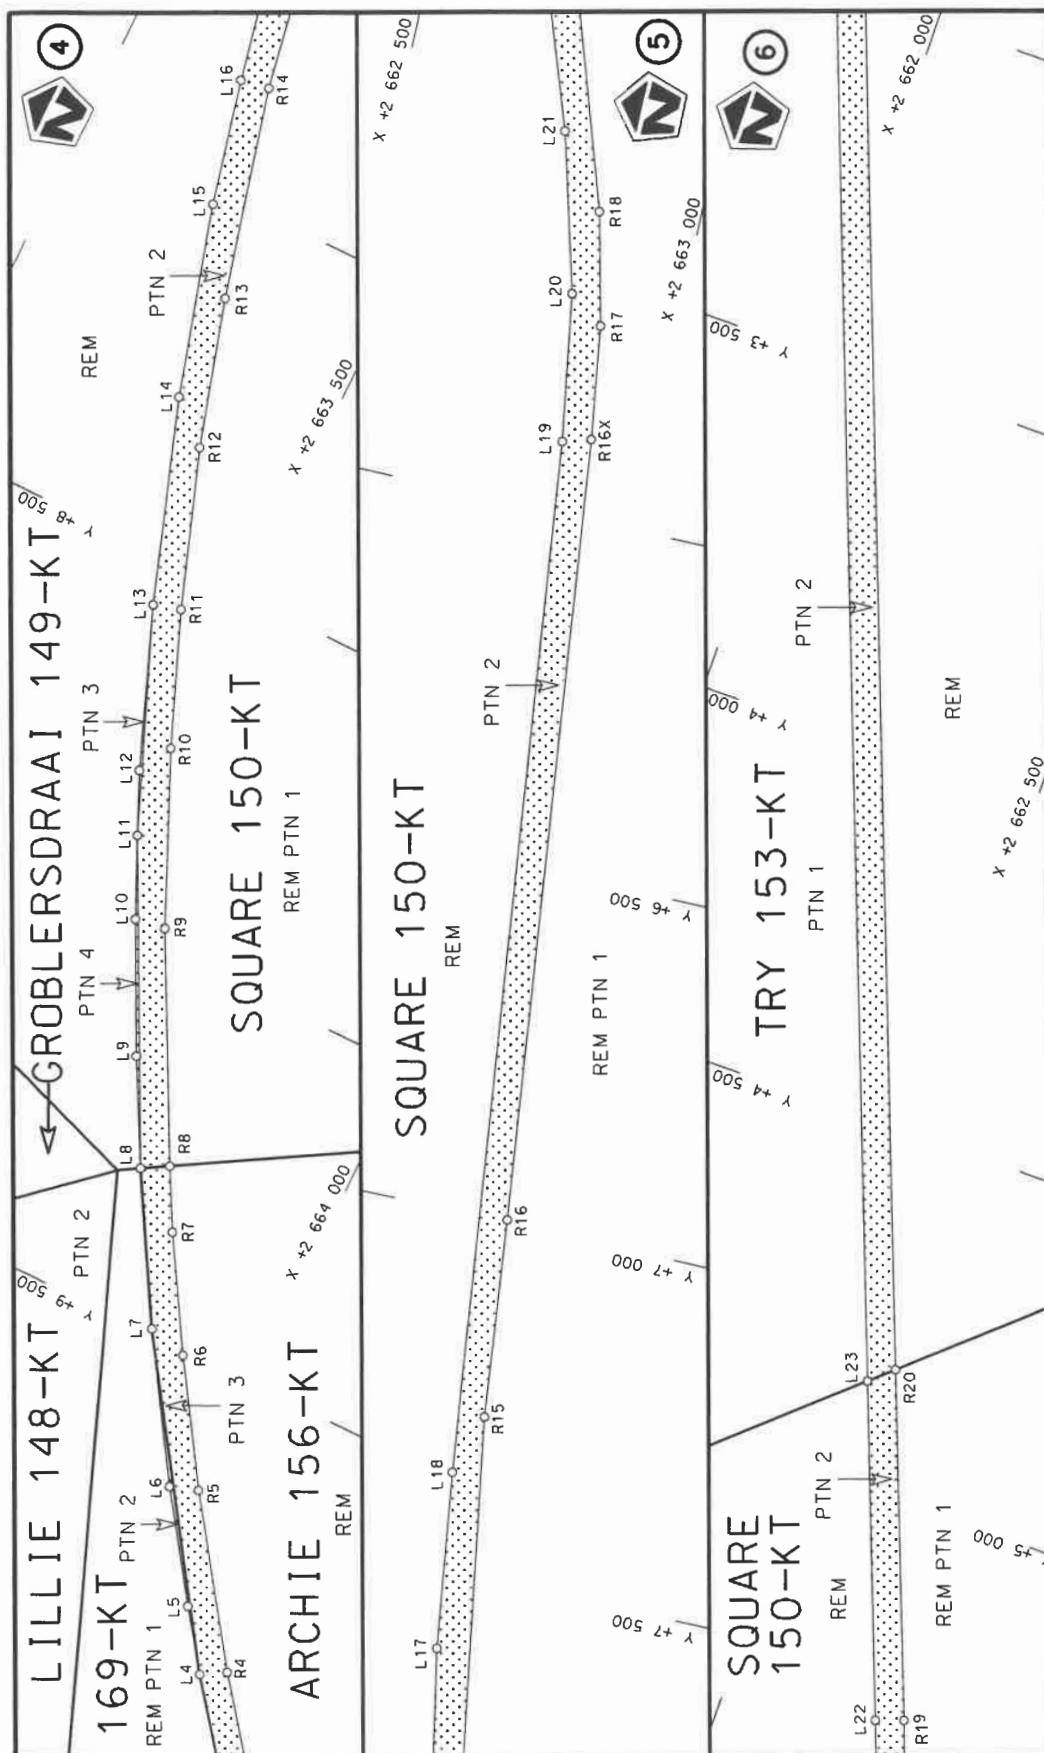 4
N
LILLIE 148-KT
PTN 2
GROBLERSDRAAI 149-KT
169-KT
REM PTN 1
PTN 2
PTN 3
PTN 4
PTN 3
PTN 2
REM
ARCHIE 156-KT
REM
SQUARE 150-KT
REM PTN 1
L4
L5
L6
L7
L8
L9
L10
L11
L12
L13
L14
L15
L16
R4
R5
R6
R7
R8
R9
R10
R11
R12
R13
R14
Y +9 500
Y +8 500
X +2 664 000
X +2 663 500
5
N
SQUARE 150-KT
REM
PTN 2
REM PTN 1
L17
L18
L19
L20
L21
R15
R16
R16X
R17
R18
Y +7 500
Y +7 000
Y +6 500
X +2 663 000
X +2 662 500
6
N
SQUARE
150-KT
REM
PTN 2
REM PTN 1
TRY 153-KT
PTN 1
PTN 2
REM
L22
L23
R19
R20
Y +5 000
Y +4 500
Y +4 000
Y +3 500
X +2 662 500
X +2 662 000